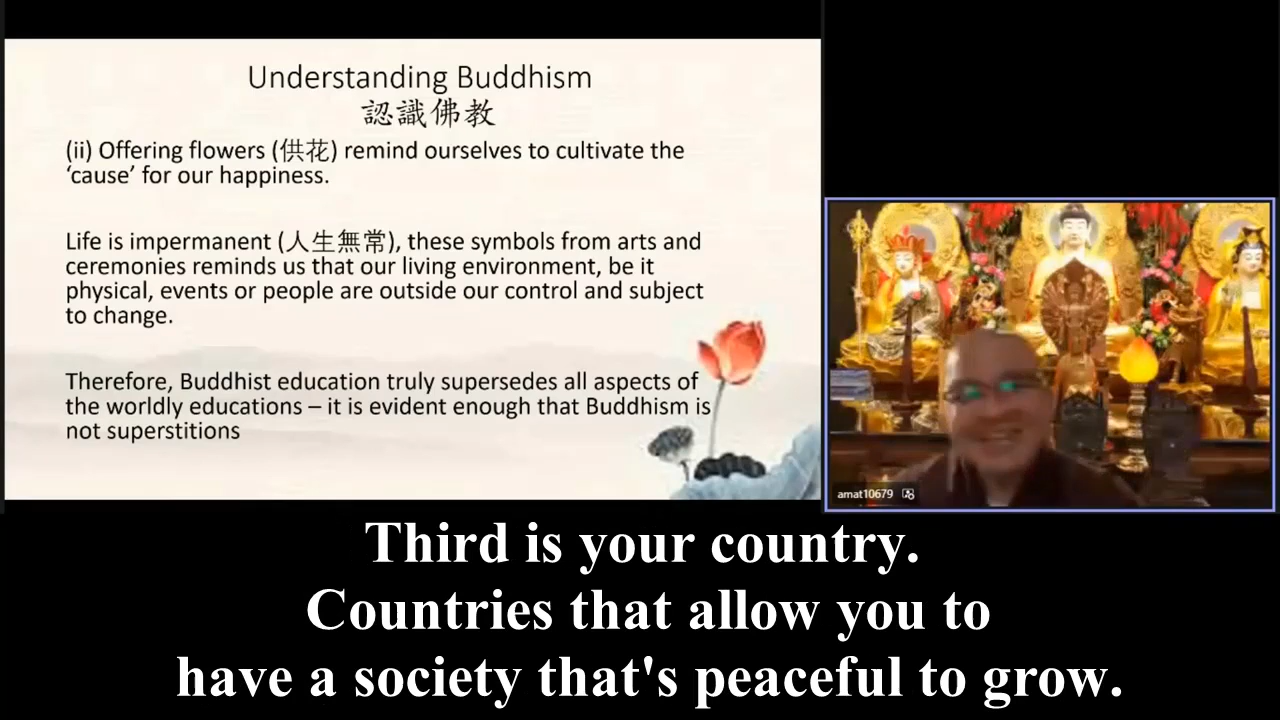 Understanding Buddhism
認識佛教
(ii) Offering flowers (供花) remind ourselves to cultivate the
‘cause’ for our happiness.
Life is impermanent (人生無常), these symbols from arts and
ceremonies reminds us that our living environment, be it
physical, events or people are outside our control and subject
to change.
Therefore, Buddhist education truly supersedes all aspects of
the worldly educations – it is evident enough that Buddhism is
not superstitions
amat10679
Third is your country.
Countries that allow you to
have a society that's peaceful to grow.